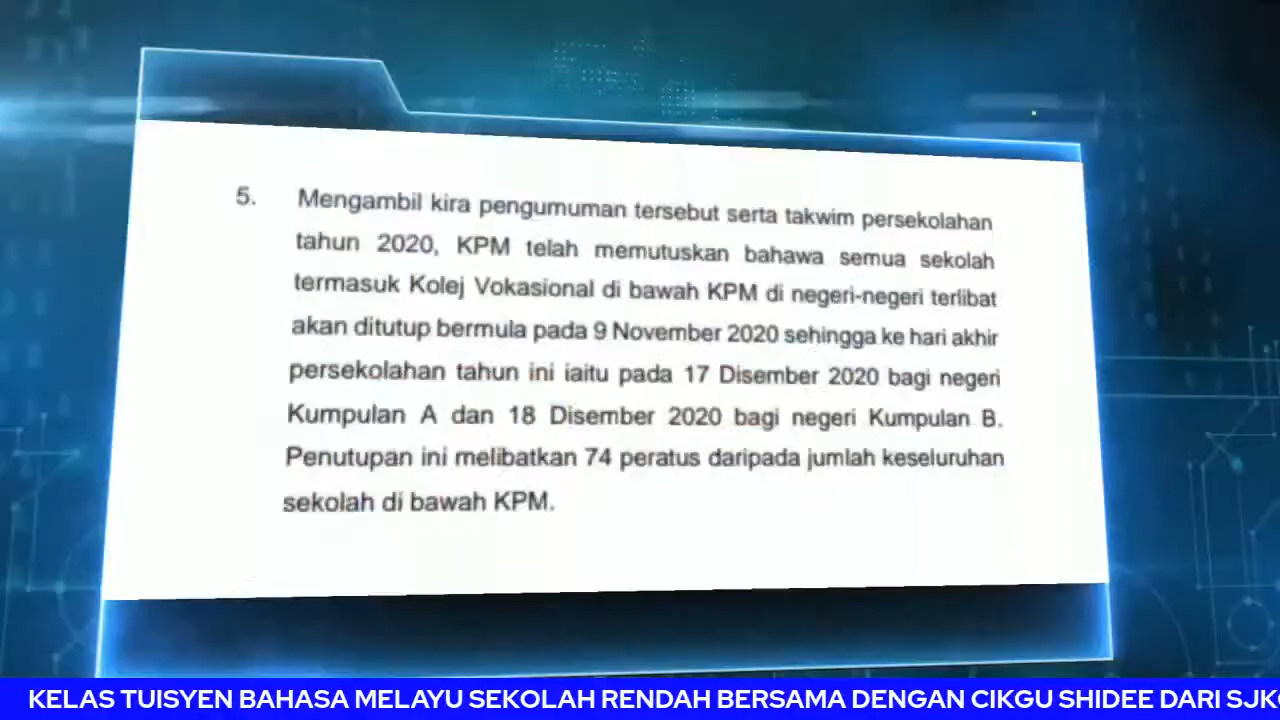 5. Mengambil kira pengumuman tersebut serta takwim persekolahan
tahun 2020, KPM telah memutuskan bahawa semua sekolah
termasuk Kolej Vokasional di bawah KPM di negeri-negeri terlibat
akan ditutup bermula pada 9 November 2020 sehingga ke hari akhir
persekolahan tahun ini iaitu pada 17 Disember 2020 bagi negeri
Kumpulan A dan 18 Disember 2020 bagi negeri Kumpulan B.
Penutupan ini melibatkan 74 peratus daripada jumlah keseluruhan
sekolah di bawah KPM.
KELAS TUISYEN BAHASA MELAYU SEKOLAH RENDAH BERSAMA DENGAN CIKGU SHIDEE DARI